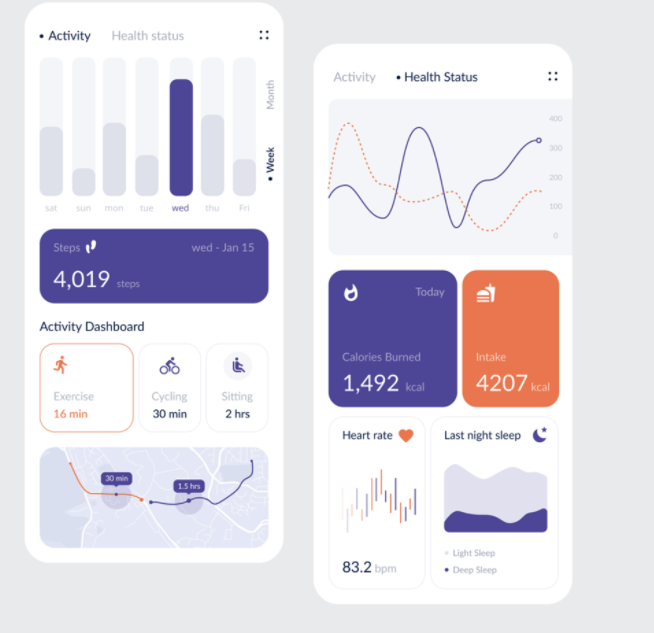 • Activity Health status
Month
• Week
sat sun mon tue wed thu Fri
Steps wed - Jan 15
4,019 steps
Activity Dashboard
Exercise
16 min
Cycling
30 min
Sitting
2 hrs
30 min
1.5 hrs
Activity • Health Status
400
300
200
100
0
Today
Calories Burned
1,492 kcal
Intake
4207 kcal
Heart rate
83.2 bpm
Last night sleep
Light Sleep
Deep Sleep